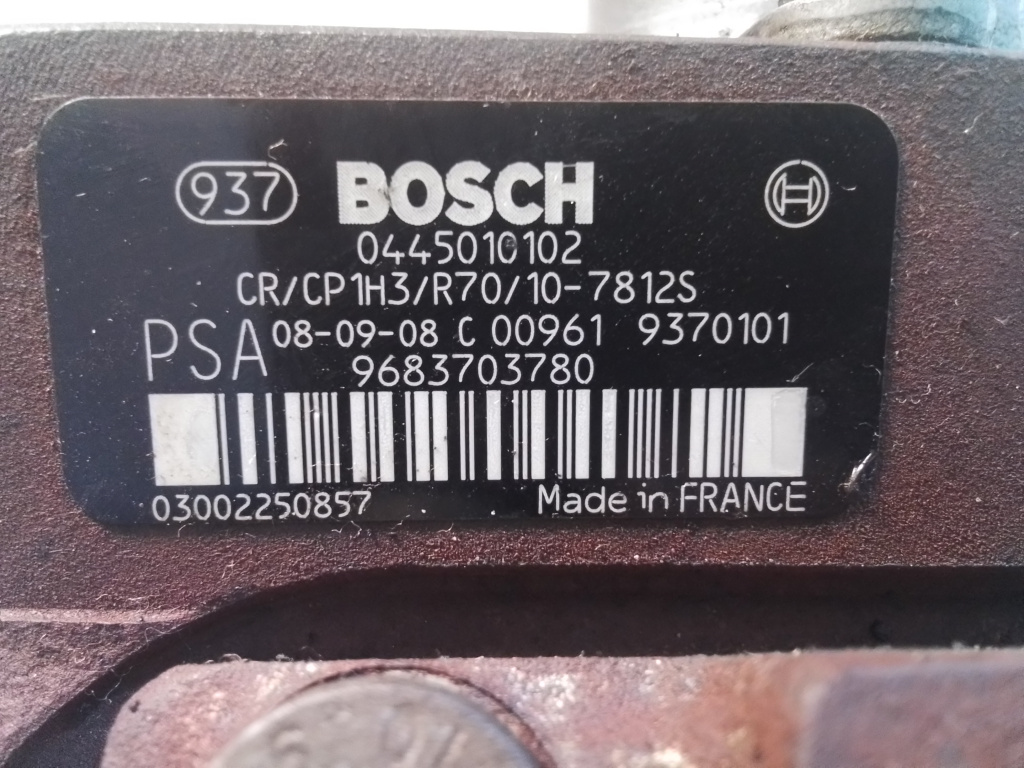 937 BOSCH
0445010102
CR/CP1H3/R70/10-7812S
PSA 08-09-08 C 00961 9370101
9683703780
03002250857 Made in FRANCE